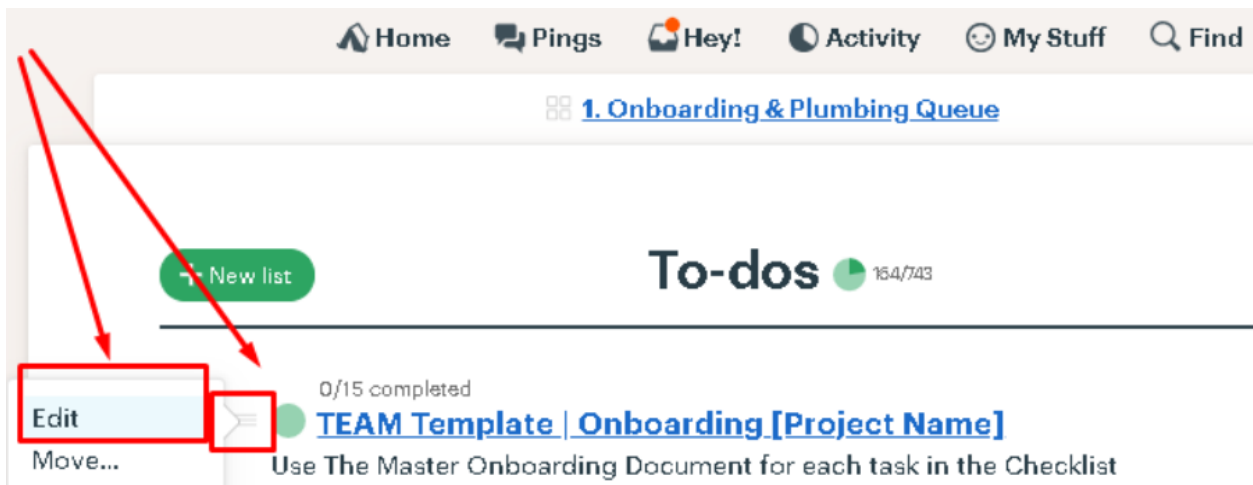 Home Pings Hey! Activity My Stuff Find
1. Onboarding & Plumbing Queue
+ New list
To-dos 164/743
0/15 completed
TEAM Template | Onboarding [Project Name]
Edit
Move...
Use The Master Onboarding Document for each task in the Checklist